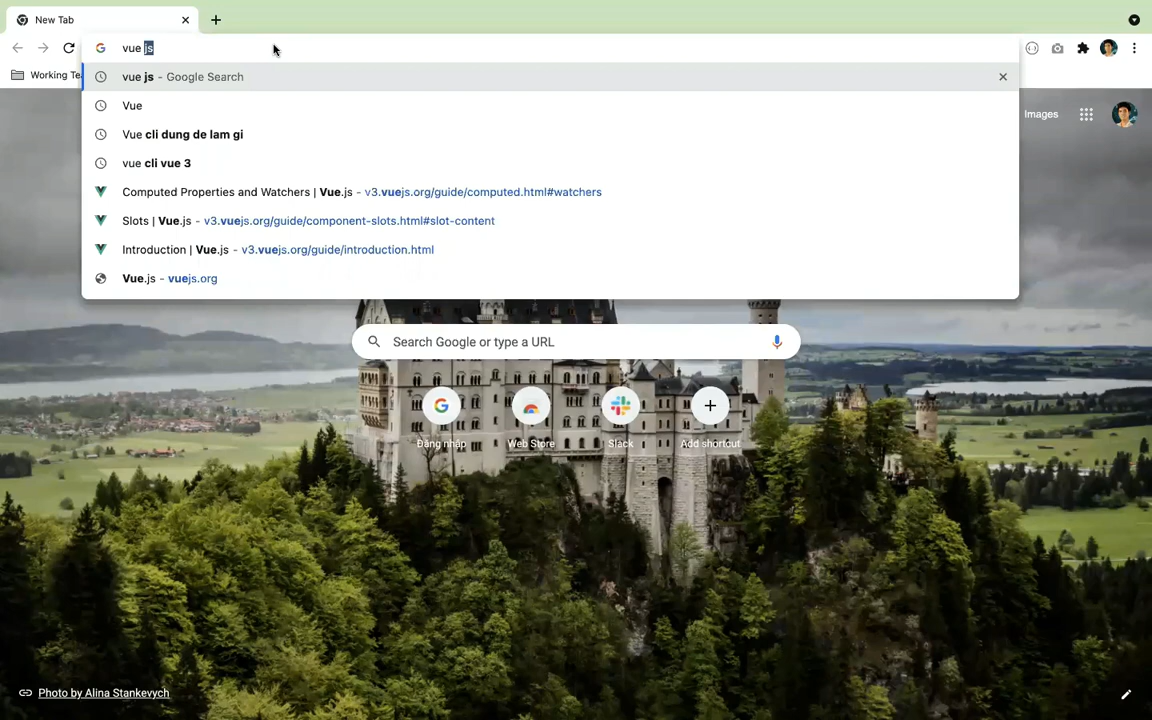 New Tab
vue js
Working Te
vue js - Google Search
Vue
Vue cli dung de lam gi
vue cli vue 3
Computed Properties and Watchers | Vue.js - v3.vuejs.org/guide/computed.html#watchers
Slots | Vue.js - v3.vuejs.org/guide/component-slots.html#slot-content
Introduction | Vue.js - v3.vuejs.org/guide/introduction.html
Vue.js - vuejs.org
Images
Search Google or type a URL
Đăng nhập
Web Store
Slack
Add shortcut
Photo by Alina Stankevych